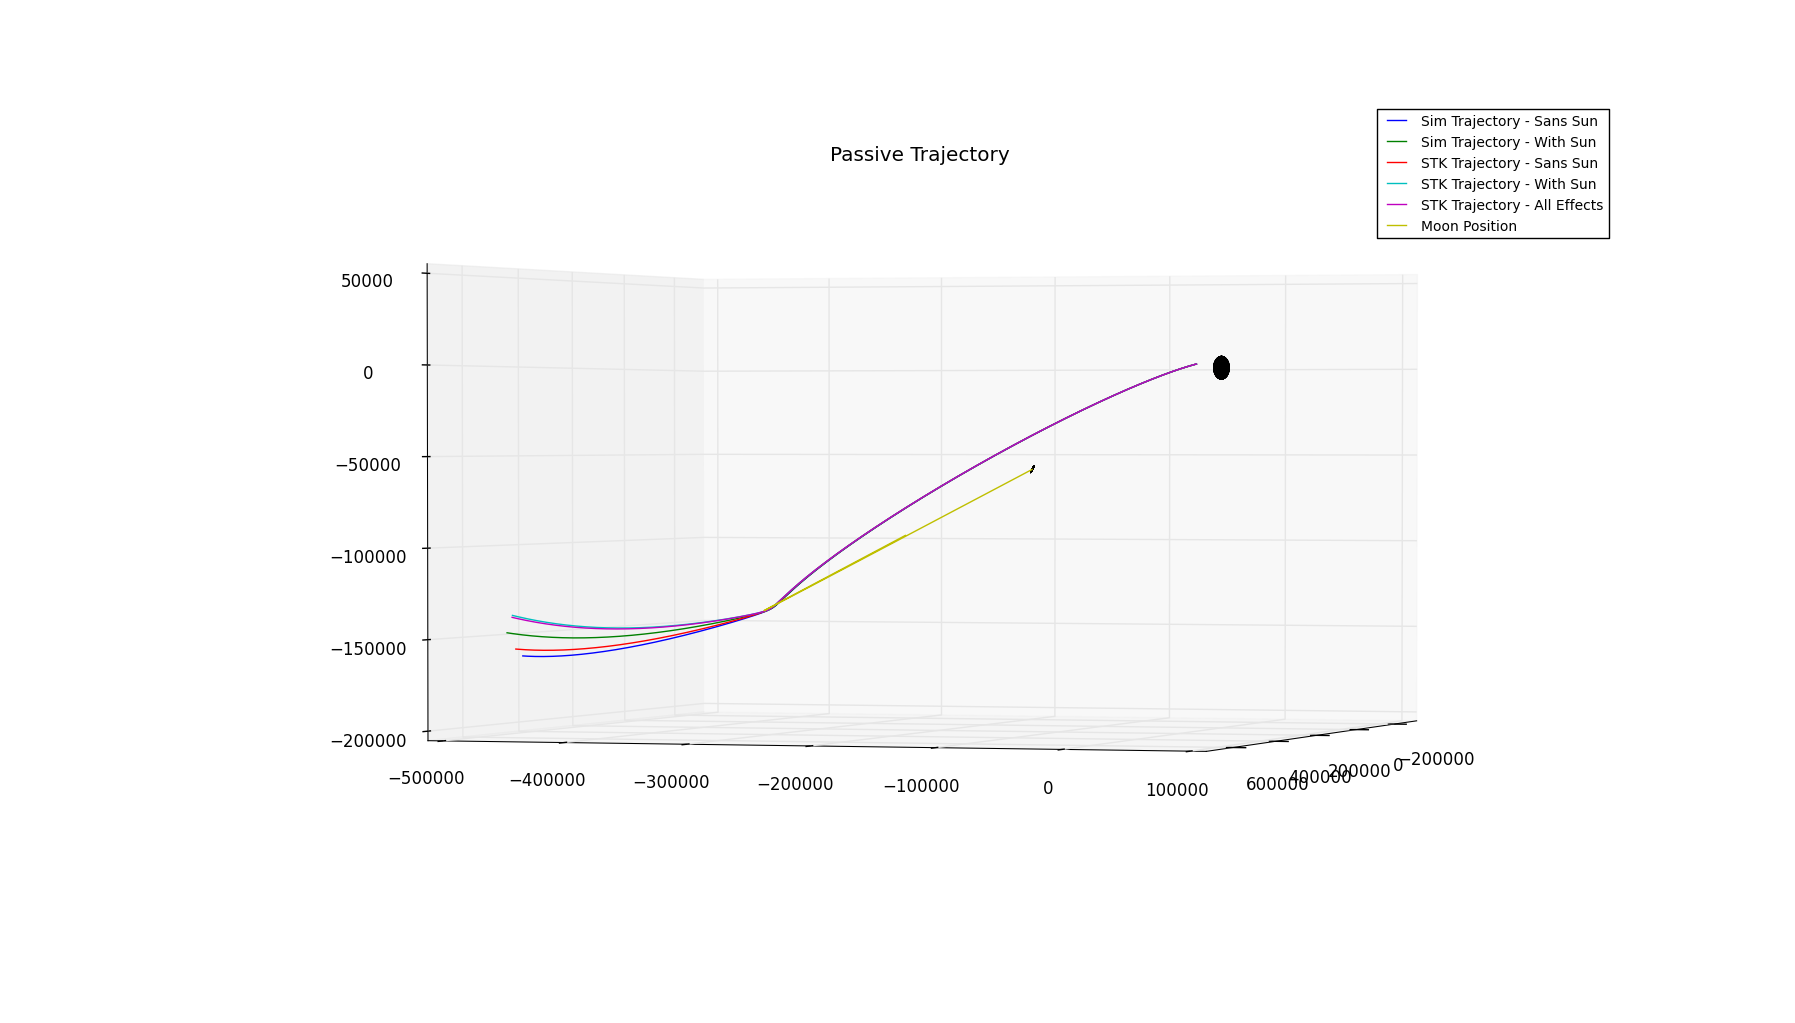 Passive Trajectory
Sim Trajectory - Sans Sun
Sim Trajectory - With Sun
STK Trajectory - Sans Sun
STK Trajectory - With Sun
STK Trajectory - All Effects
Moon Position
50000
0
−50000
−100000
−150000
−200000
−500000 −400000 −300000 −200000 −100000 0 100000
600000 400000 200000 0 −200000